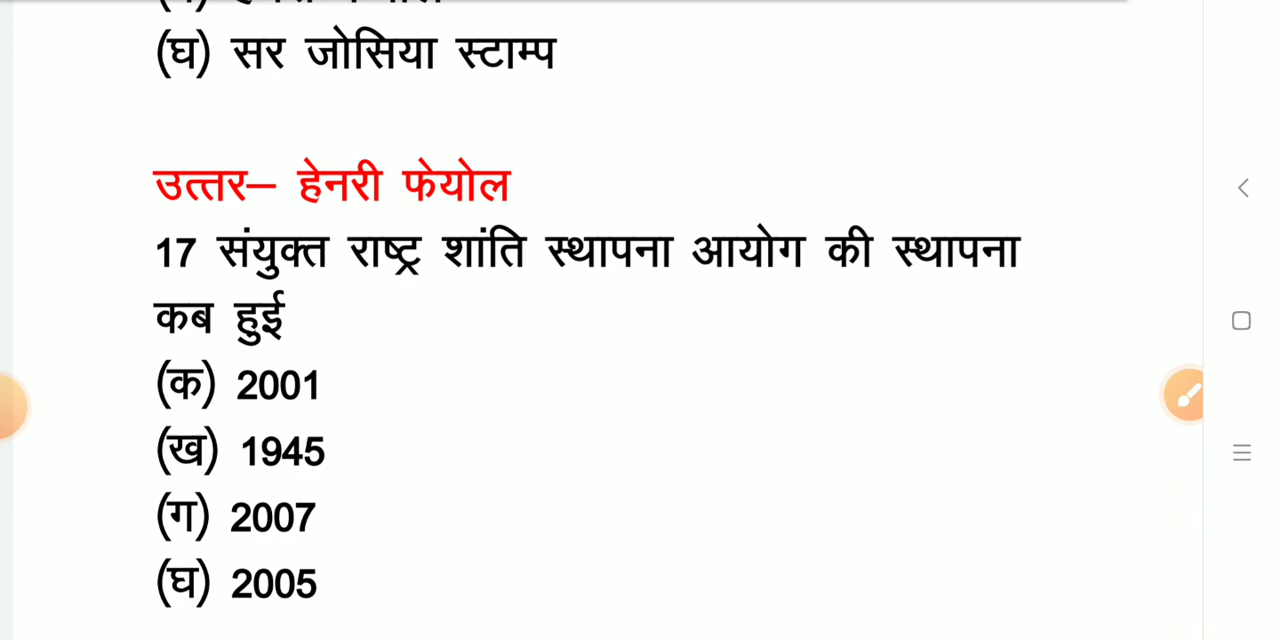 (घ) सर जोसिया स्टाम्प
उत्तर– हेनरी फेयोल
17 संयुक्त राष्ट्र शांति स्थापना आयोग की स्थापना
कब हुई
(क) 2001
(ख) 1945
(ग) 2007
(घ) 2005